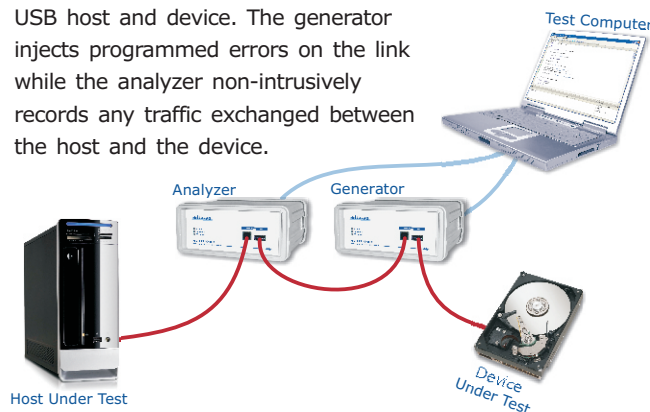 USB host and device. The generator
injects programmed errors on the link
while the analyzer non-intrusively
records any traffic exchanged between
the host and the device.
Test Computer
Analyzer
Generator
Host Under Test
Device
Under Test